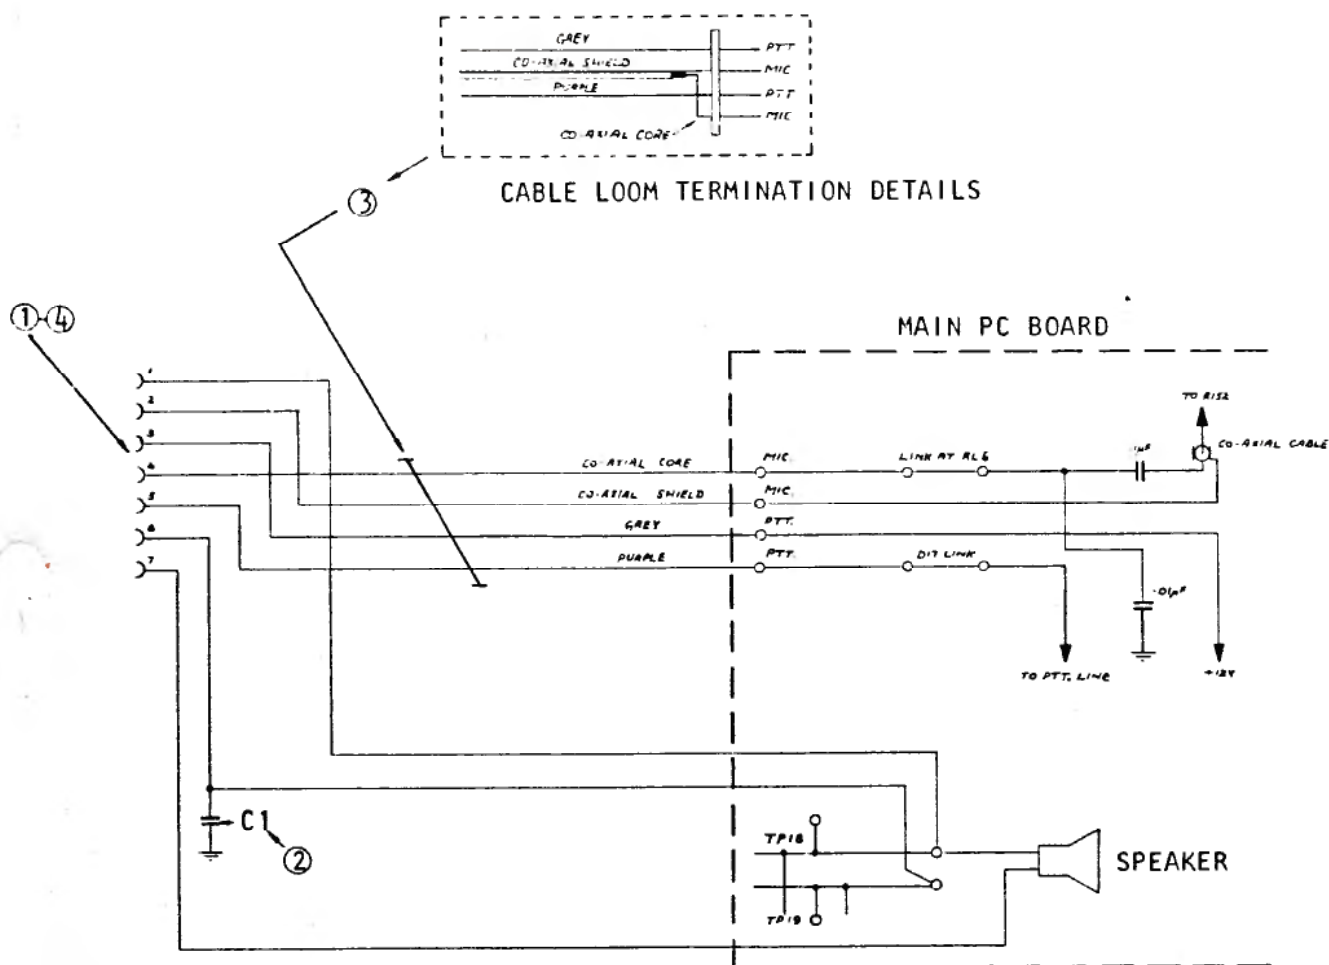 GREY
PTT
CO-AXIAL SHIELD
MIC
PURPLE
PTT
MIC
CO-AXIAL CORE
CABLE LOOM TERMINATION DETAILS
3
1-4
MAIN PC BOARD
1
2
3
4
5
6
7
TO R152
CO-AXIAL CABLE
CO-AXIAL CORE
MIC.
LINK AT RL6
CO-AXIAL SHIELD
MIC.
GREY
PTT.
PURPLE
PTT.
D17 LINK
.01µF
TO PTT. LINE
+12V
C1
2
TP18
SPEAKER
TP19